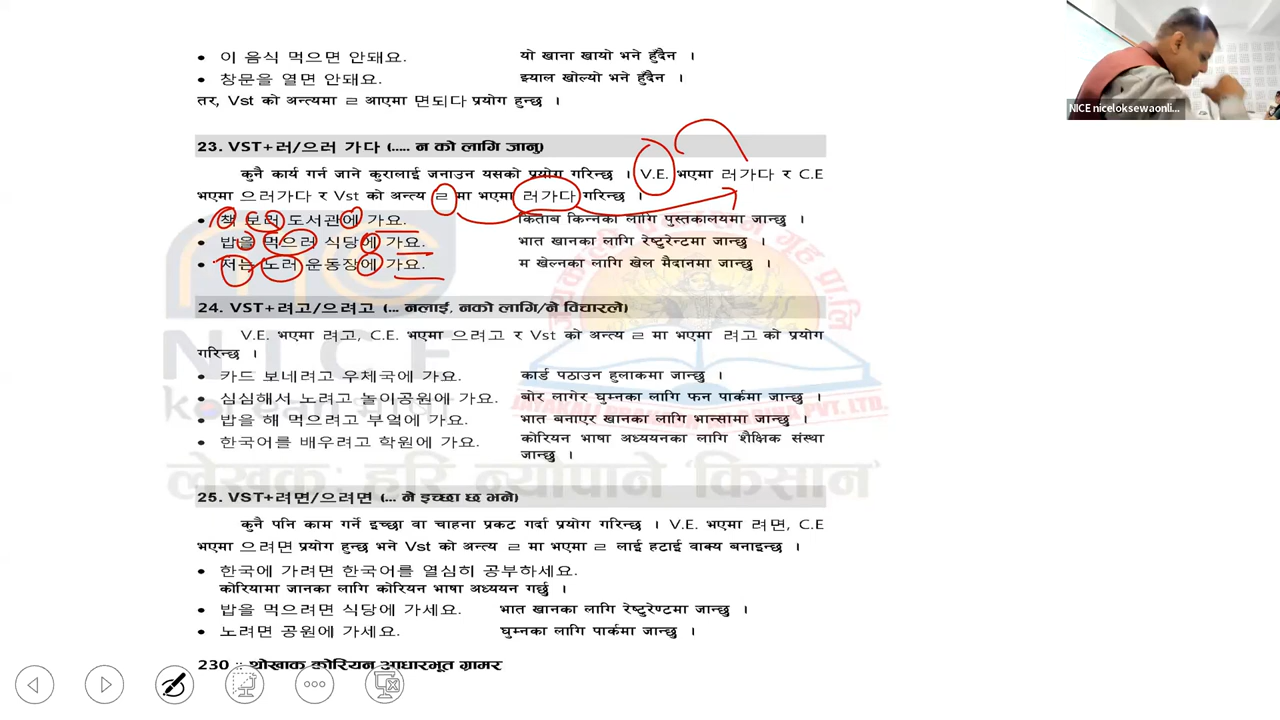 • 이 음식 먹으면 안돼요. यो खाना खायो भने हुँदैन ।
• 창문을 열면 안돼요. झ्याल खोल्यो भने हुँदैन ।
तर, Vst को अन्त्यमा ㄹ आएमा 면되다 प्रयोग हुन्छ ।
23. VST+러/으러 가다 (..... न को लागि जानु)
कुनै कार्य गर्न जाने कुरालाई जनाउन यसको प्रयोग गरिन्छ । V.E. भएमा 러가다 र C.E
भएमा 으러가다 र Vst को अन्त्य ㄹ मा भएमा 러가다 गरिन्छ ।
• 책 보러 도서관에 가요. किताब किन्नका लागि पुस्तकालयमा जान्छु ।
• 밥을 먹으러 식당에 가요. भात खानका लागि रेष्टुरेन्टमा जान्छु ।
• 저는 노러 운동장에 가요. म खेल्नका लागि खेल मैदानमा जान्छु ।
24. VST+려고/으려고 (... नलाई, नको लागि/ने विचारले)
V.E. भएमा 려고, C.E. भएमा 으려고 र Vst को अन्त्य ㄹ मा भएमा 려고 को प्रयोग
गरिन्छ ।
• 카드 보네려고 우체국에 가요. कार्ड पठाउन हुलाकमा जान्छु ।
• 심심해서 노려고 놀이공원에 가요. बोर लागेर घुम्नका लागि फन पार्कमा जान्छु ।
• 밥을 해 먹으려고 부엌에 가요. भात बनाएर खानका लागि भान्सामा जान्छु ।
• 한국어를 배우려고 학원에 가요. कोरियन भाषा अध्ययनका लागि शैक्षिक संस्था
जान्छु ।
25. VST+려면/으려면 (... ने इच्छा छ भने)
कुनै पनि काम गर्ने इच्छा वा चाहना प्रकट गर्दा प्रयोग गरिन्छ । V.E. भएमा 려면, C.E
भएमा 으려면 प्रयोग हुन्छ भने Vst को अन्त्य ㄹ मा भएमा ㄹ लाई हटाई वाक्य बनाइन्छ ।
• 한국에 가려면 한국어를 열심히 공부하세요.
कोरियामा जानका लागि कोरियन भाषा अध्ययन गर्छु ।
• 밥을 먹으려면 식당에 가세요. भात खानका लागि रेष्टुरेण्टमा जान्छु ।
• 노려면 공원에 가세요. घुम्नका लागि पार्कमा जान्छु ।
230 :: थोखाक कोरियन आधारभूत ग्रामर
NICE niceloksewaonli...
NICE
korean भाषा
लेखक: हरि न्यौपाने 'किसान'